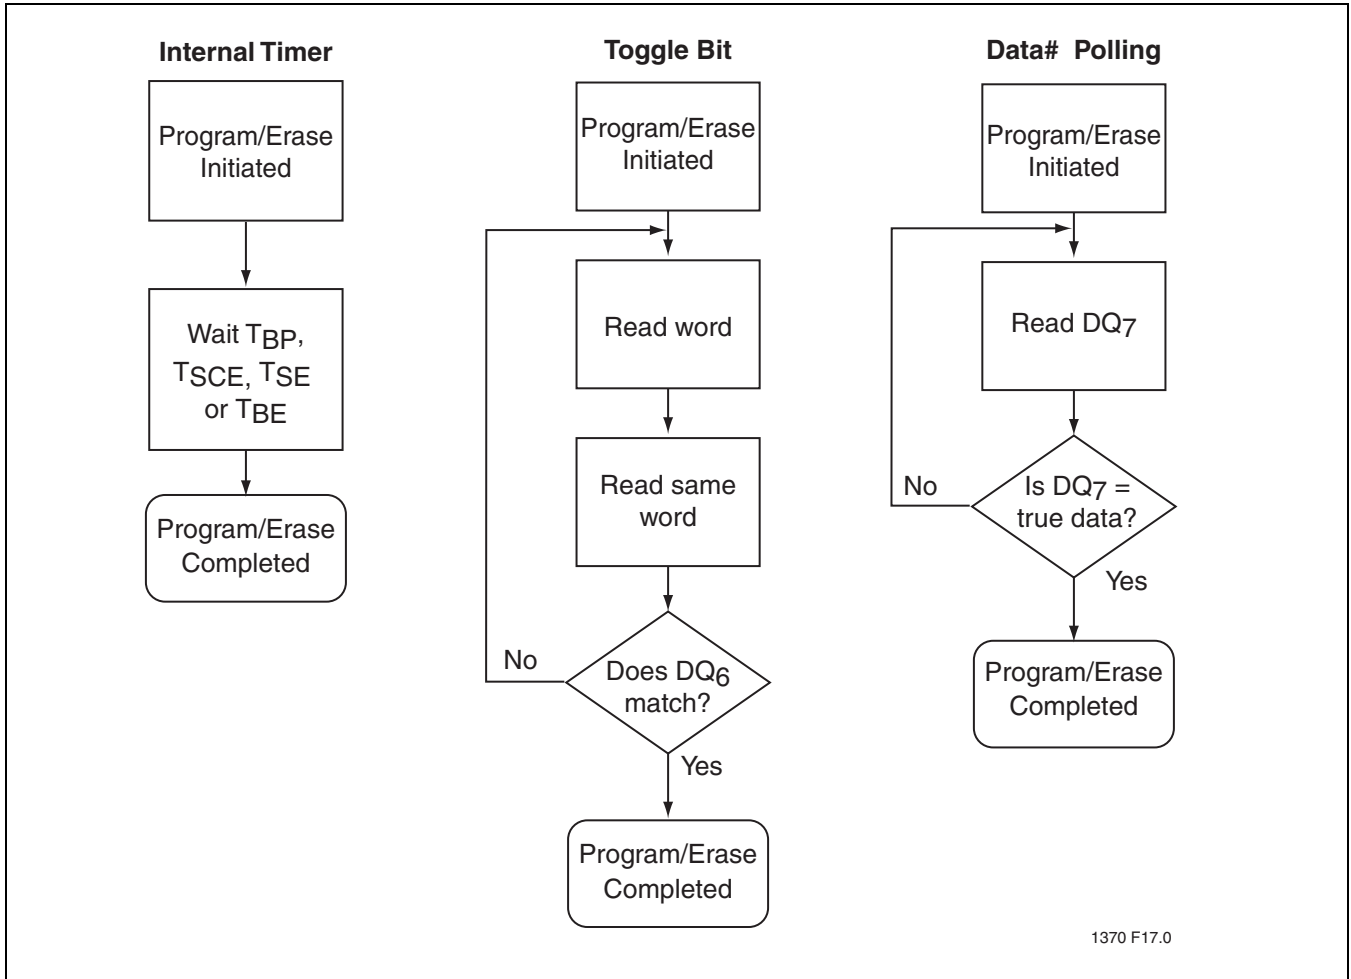 Internal Timer
Program/Erase
Initiated
Wait TBP,
TSCE, TSE
or TBE
Program/Erase
Completed
Toggle Bit
Program/Erase
Initiated
Read word
Read same
word
Does DQ6
match?
No
Yes
Program/Erase
Completed
Data# Polling
Program/Erase
Initiated
Read DQ7
Is DQ7 =
true data?
No
Yes
Program/Erase
Completed
1370 F17.0